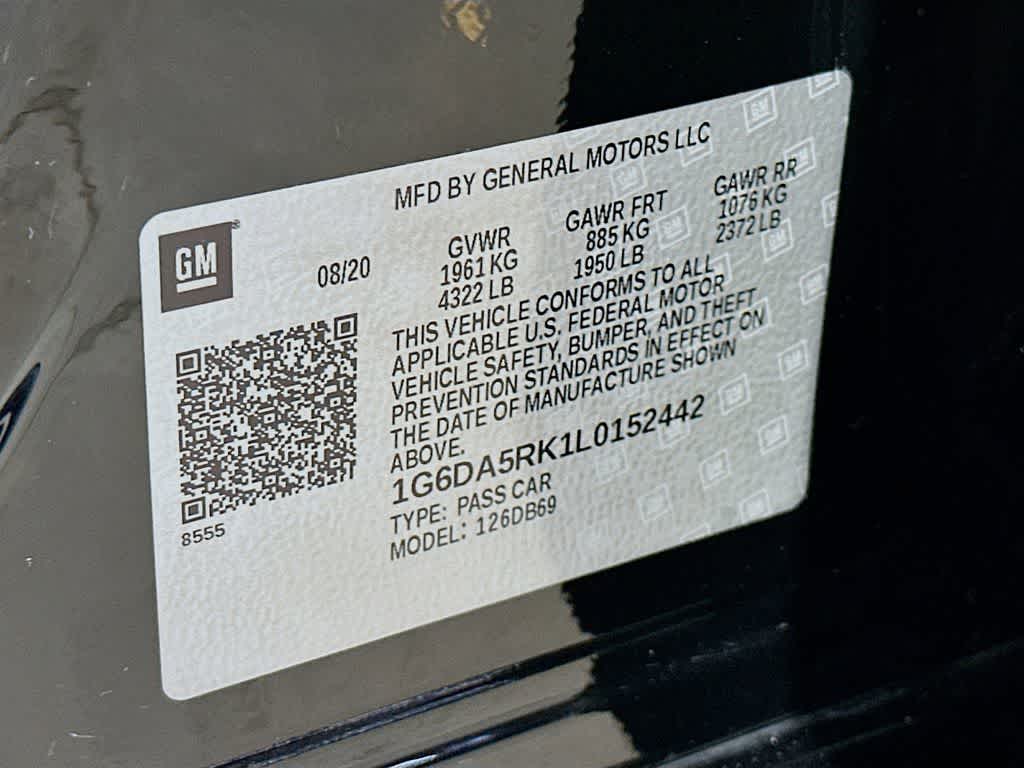 MFD BY GENERAL MOTORS LLC
GM
08/20
GVWR
1961 KG
4322 LB
GAWR FRT
885 KG
1950 LB
GAWR RR
1076 KG
2372 LB
THIS VEHICLE CONFORMS TO ALL
APPLICABLE U.S. FEDERAL MOTOR
VEHICLE SAFETY, BUMPER, AND THEFT
PREVENTION STANDARDS IN EFFECT ON
THE DATE OF MANUFACTURE SHOWN
ABOVE.
1G6DA5RK1L0152442
TYPE: PASS CAR
MODEL: 126DB69
8555